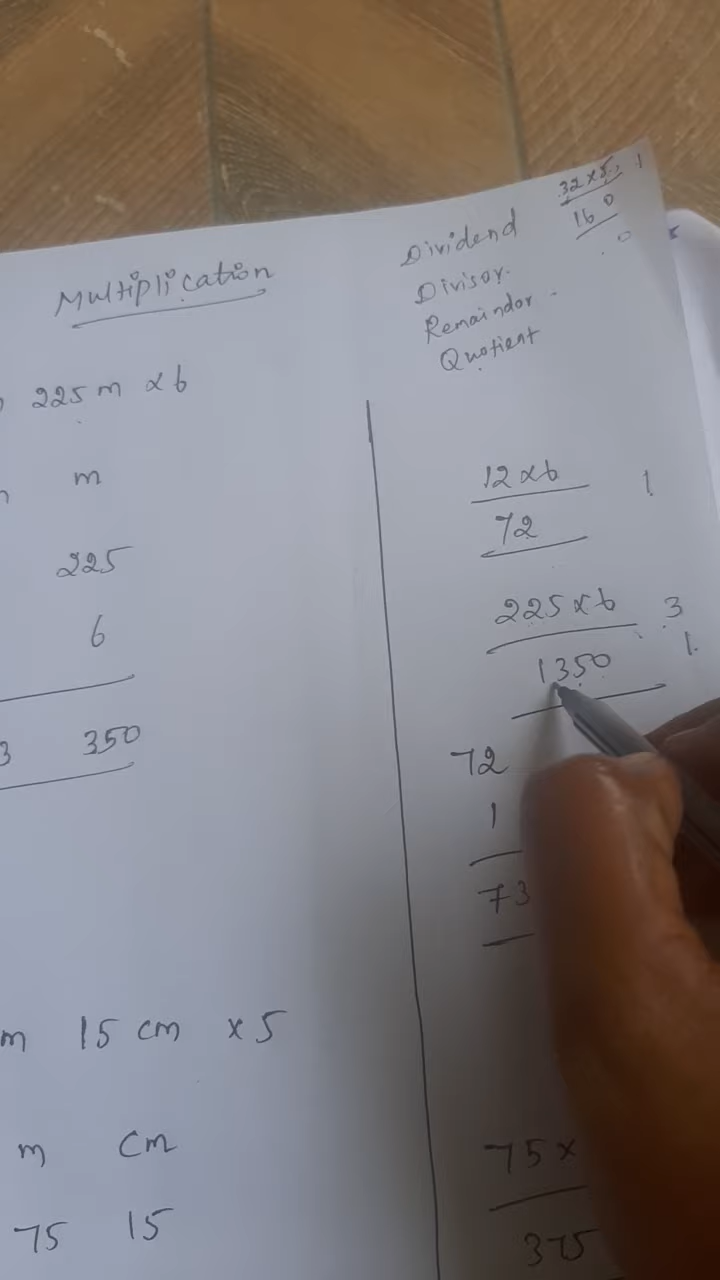 Multiplication
225 m × 6
m
225
6
3 350
m 15 cm × 5
m cm
75 15
32 × 5
160
Dividend
Divisor
Remaindor
Quotient
12 × 6 1
72
225 × 6 3
1350 1
72
1
73
75 ×
375